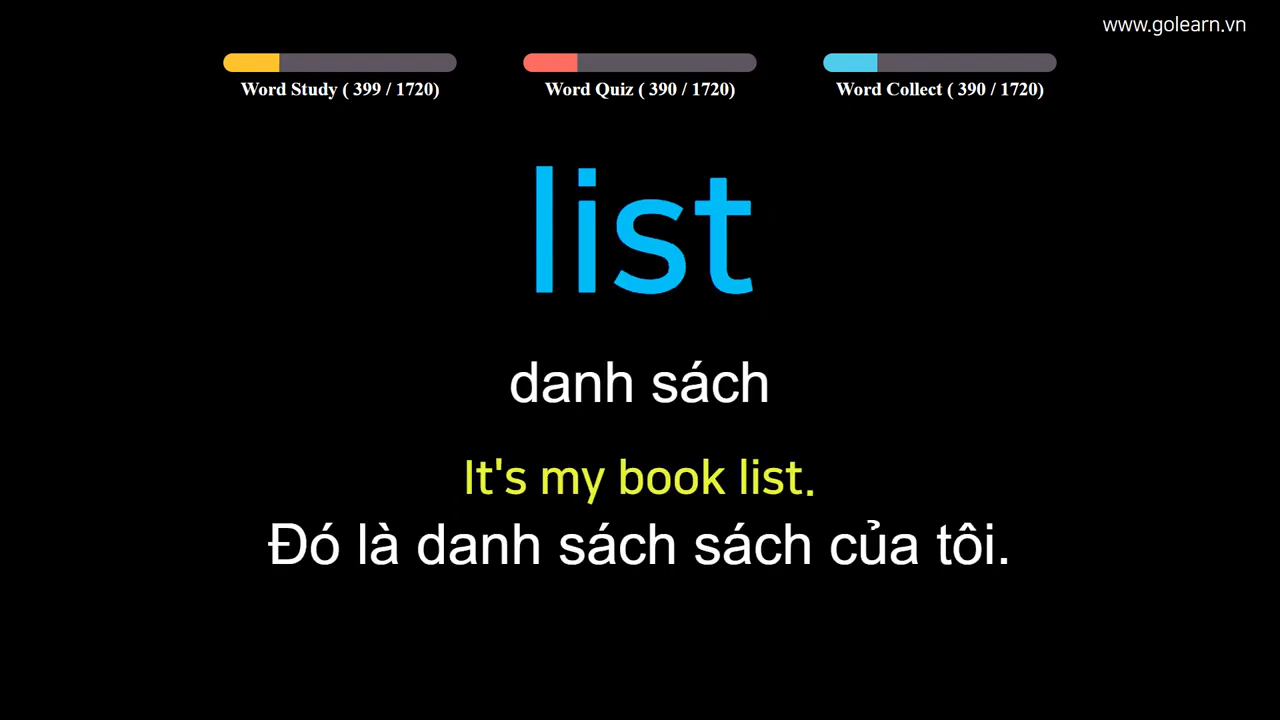 www.golearn.vn
Word Study ( 399 / 1720)
Word Quiz ( 390 / 1720)
Word Collect ( 390 / 1720)
list
danh sách
It's my book list.
Đó là danh sách sách của tôi.